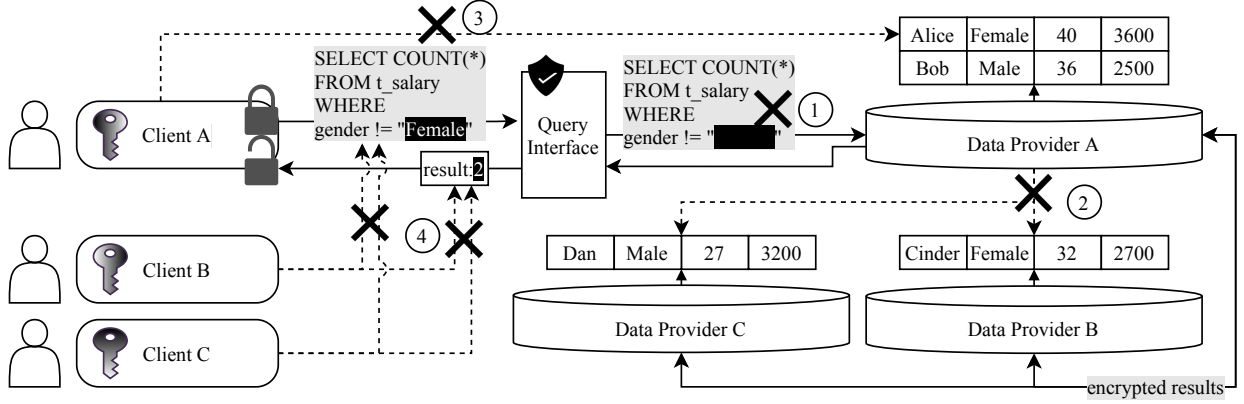 3
Alice Female 40 3600
Bob Male 36 2500
SELECT COUNT(*)
FROM t_salary
WHERE
gender != "Female"
SELECT COUNT(*)
FROM t_salary
WHERE
gender != " "
1
Client A
Query
Interface
Data Provider A
result:2
2
4
Dan Male 27 3200
Cinder Female 32 2700
Client B
Data Provider C
Data Provider B
Client C
encrypted results